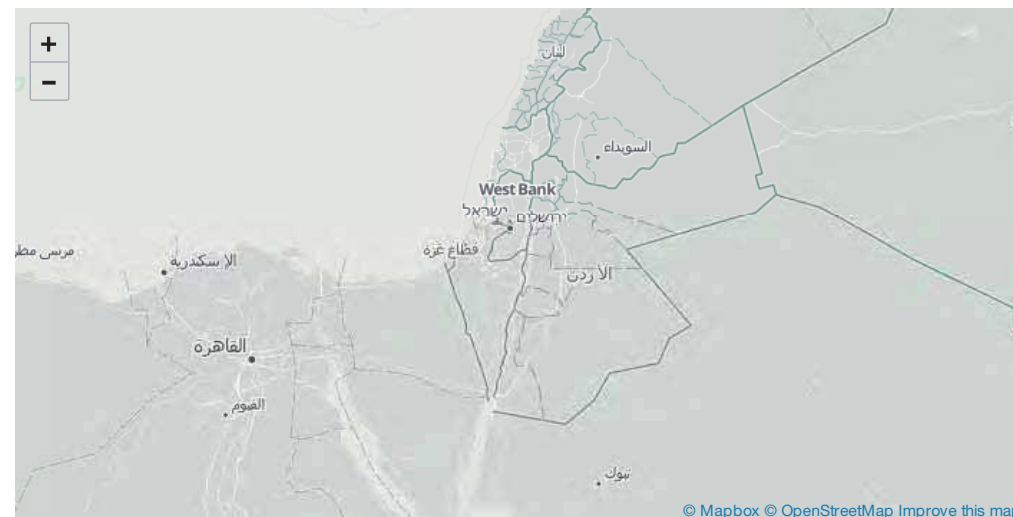 +
−
لبنان
السويداء
West Bank
ישראל
ירושלים
قطاع غزة
مرسى مطر
الإسكندرية
الأردن
القاهرة
الفيوم
تبوك
© Mapbox © OpenStreetMap Improve this map